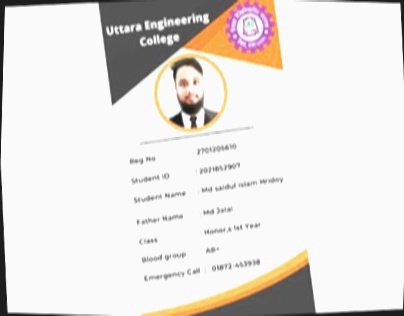 Uttara Engineering
College
Reg No 2701205610
Student ID : 2021852907
Student Name : Md saidul islam Hridoy
Father Name : Md Jalal
Class : Honor,s 1st Year
Blood group AB+
Emergency Call : 01872-453938